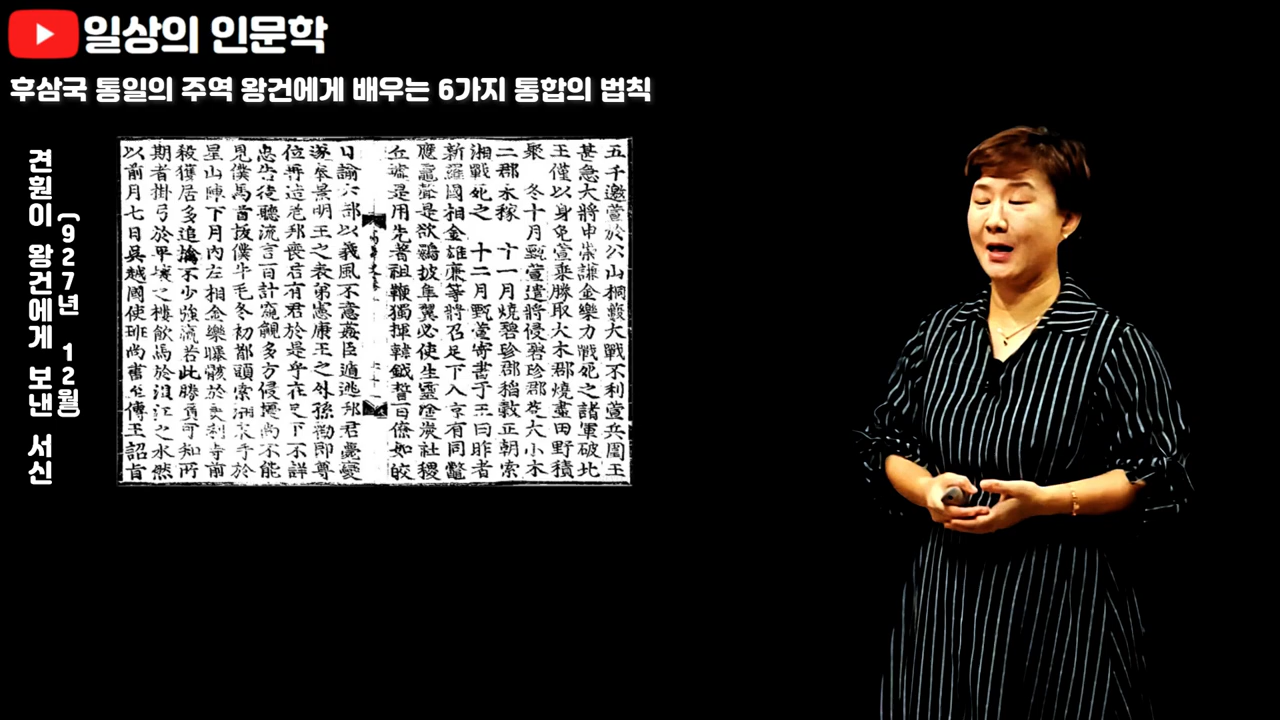 일상의 인문학
후삼국 통일의 주역 왕건에게 배우는 6가지 통합의 법칙
견훤이 왕건에게 보낸 서신
(927년 12월)
五千邀萱於公山桐藪大戰不利萱兵圍王
甚急大將申崇謙金樂力戰死之諸軍破北
王僅以身免萱乘勝取大木郡燒盡田野積
聚 冬十月甄萱遣將侵碧珍郡芟大小木
二郡禾稼 十一月燒碧珍郡稻穀正朝索
湘戰死之 十二月甄萱寄書于王曰昨者
新羅國相金雄廉等將召足下入京有同鼈
應黿聲是欲鷃披隼翼必使生靈塗炭社稷
丘墟是用先著祖鞭獨揮韓鉞誓百僚如皎
日諭六部以義風不意姦臣遁逃邦君薨變
遂奉景明王之表弟憲康王之外孫勸即尊
位再造危邦喪君有君於是乎在足下不詳
忠告徒聽流言百計窺覦多方侵擾尚不能
見僕馬首拔僕牛毛冬初都頭索湘束手於
星山陣下月內左相金樂曝骸於美利寺前
殺獲居多追擒不少強羸若此勝負可知所
期者掛弓於平壤之樓飮馬於浿江之水然
以前月七日吳越國使班尚書至傳王詔旨